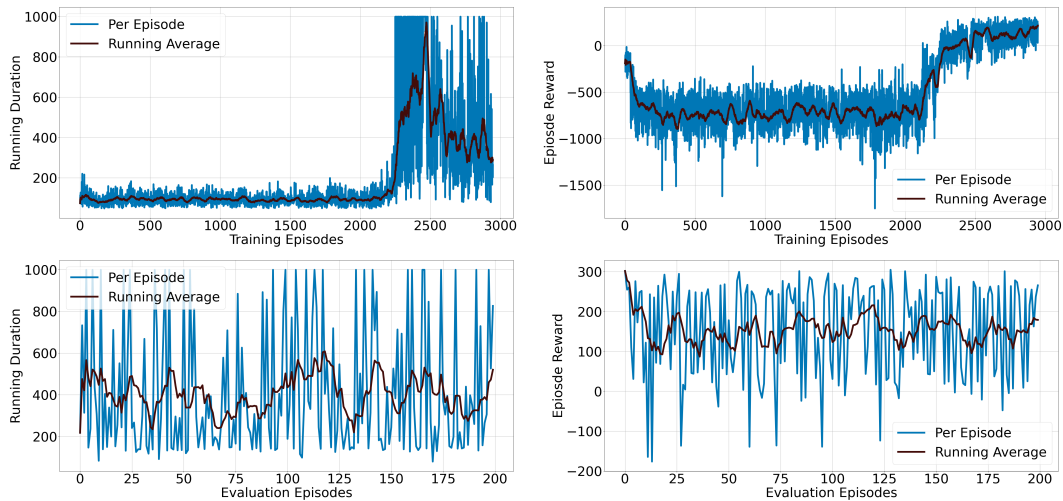 1000
800
600
400
200
Running Duration
Per Episode
Running Average
0 500 1000 1500 2000 2500 3000
Training Episodes
0
−500
−1000
−1500
Epiosde Reward
Per Episode
Running Average
0 500 1000 1500 2000 2500 3000
Training Episodes
1000
800
600
400
200
Running Duration
Per Episode
Running Average
0 25 50 75 100 125 150 175 200
Evaluation Episodes
300
200
100
0
−100
−200
Epiosde Reward
Per Episode
Running Average
0 25 50 75 100 125 150 175 200
Evaluation Episodes